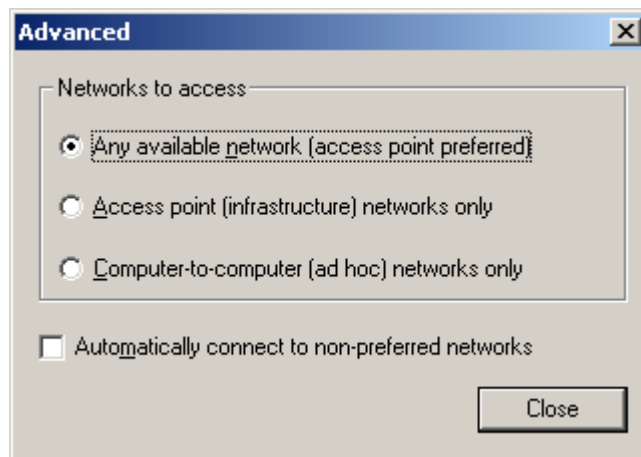 Advanced
Networks to access
Any available network (access point preferred)
Access point (infrastructure) networks only
Computer-to-computer (ad hoc) networks only
Automatically connect to non-preferred networks
Close